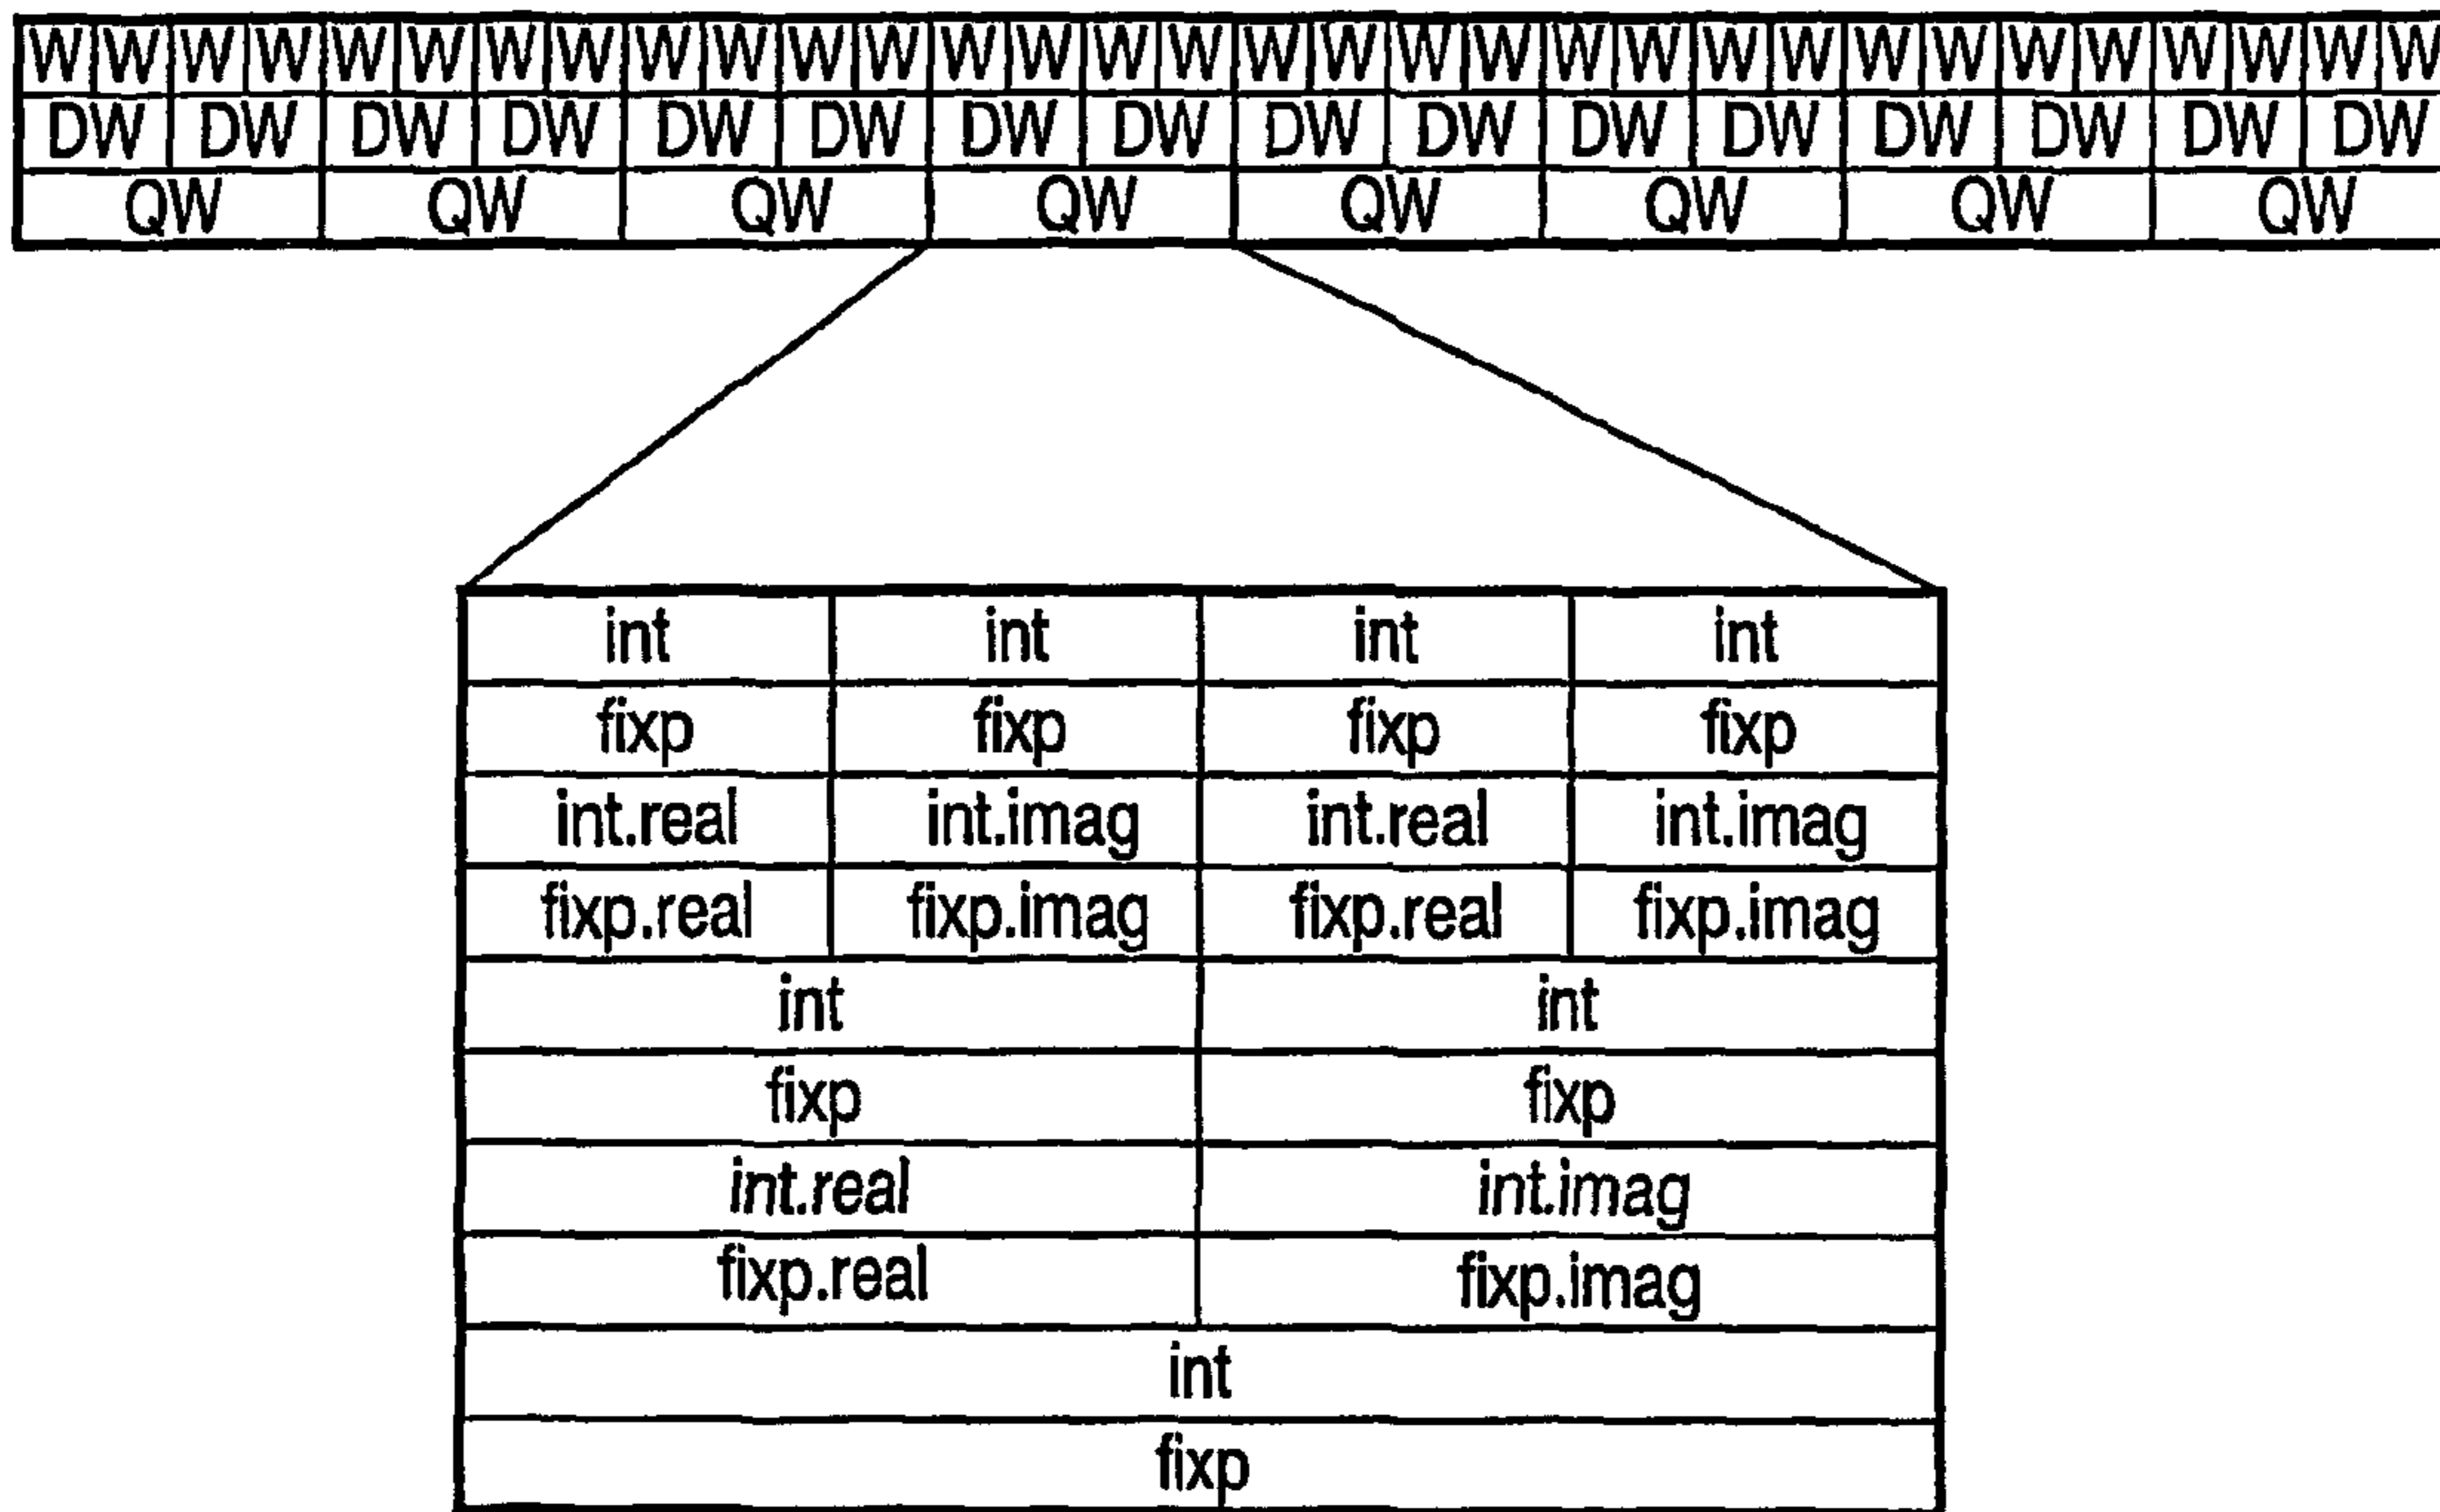 W W W W W W W W W W W W W W W W W W W W W W W W W W W W W W W W
DW DW DW DW DW DW DW DW DW DW DW DW DW DW DW DW
QW QW QW QW QW QW QW QW
int int int int
fixp fixp fixp fixp
int.real int.imag int.real int.imag
fixp.real fixp.imag fixp.real fixp.imag
int int
fixp fixp
int.real int.imag
fixp.real fixp.imag
int
fixp